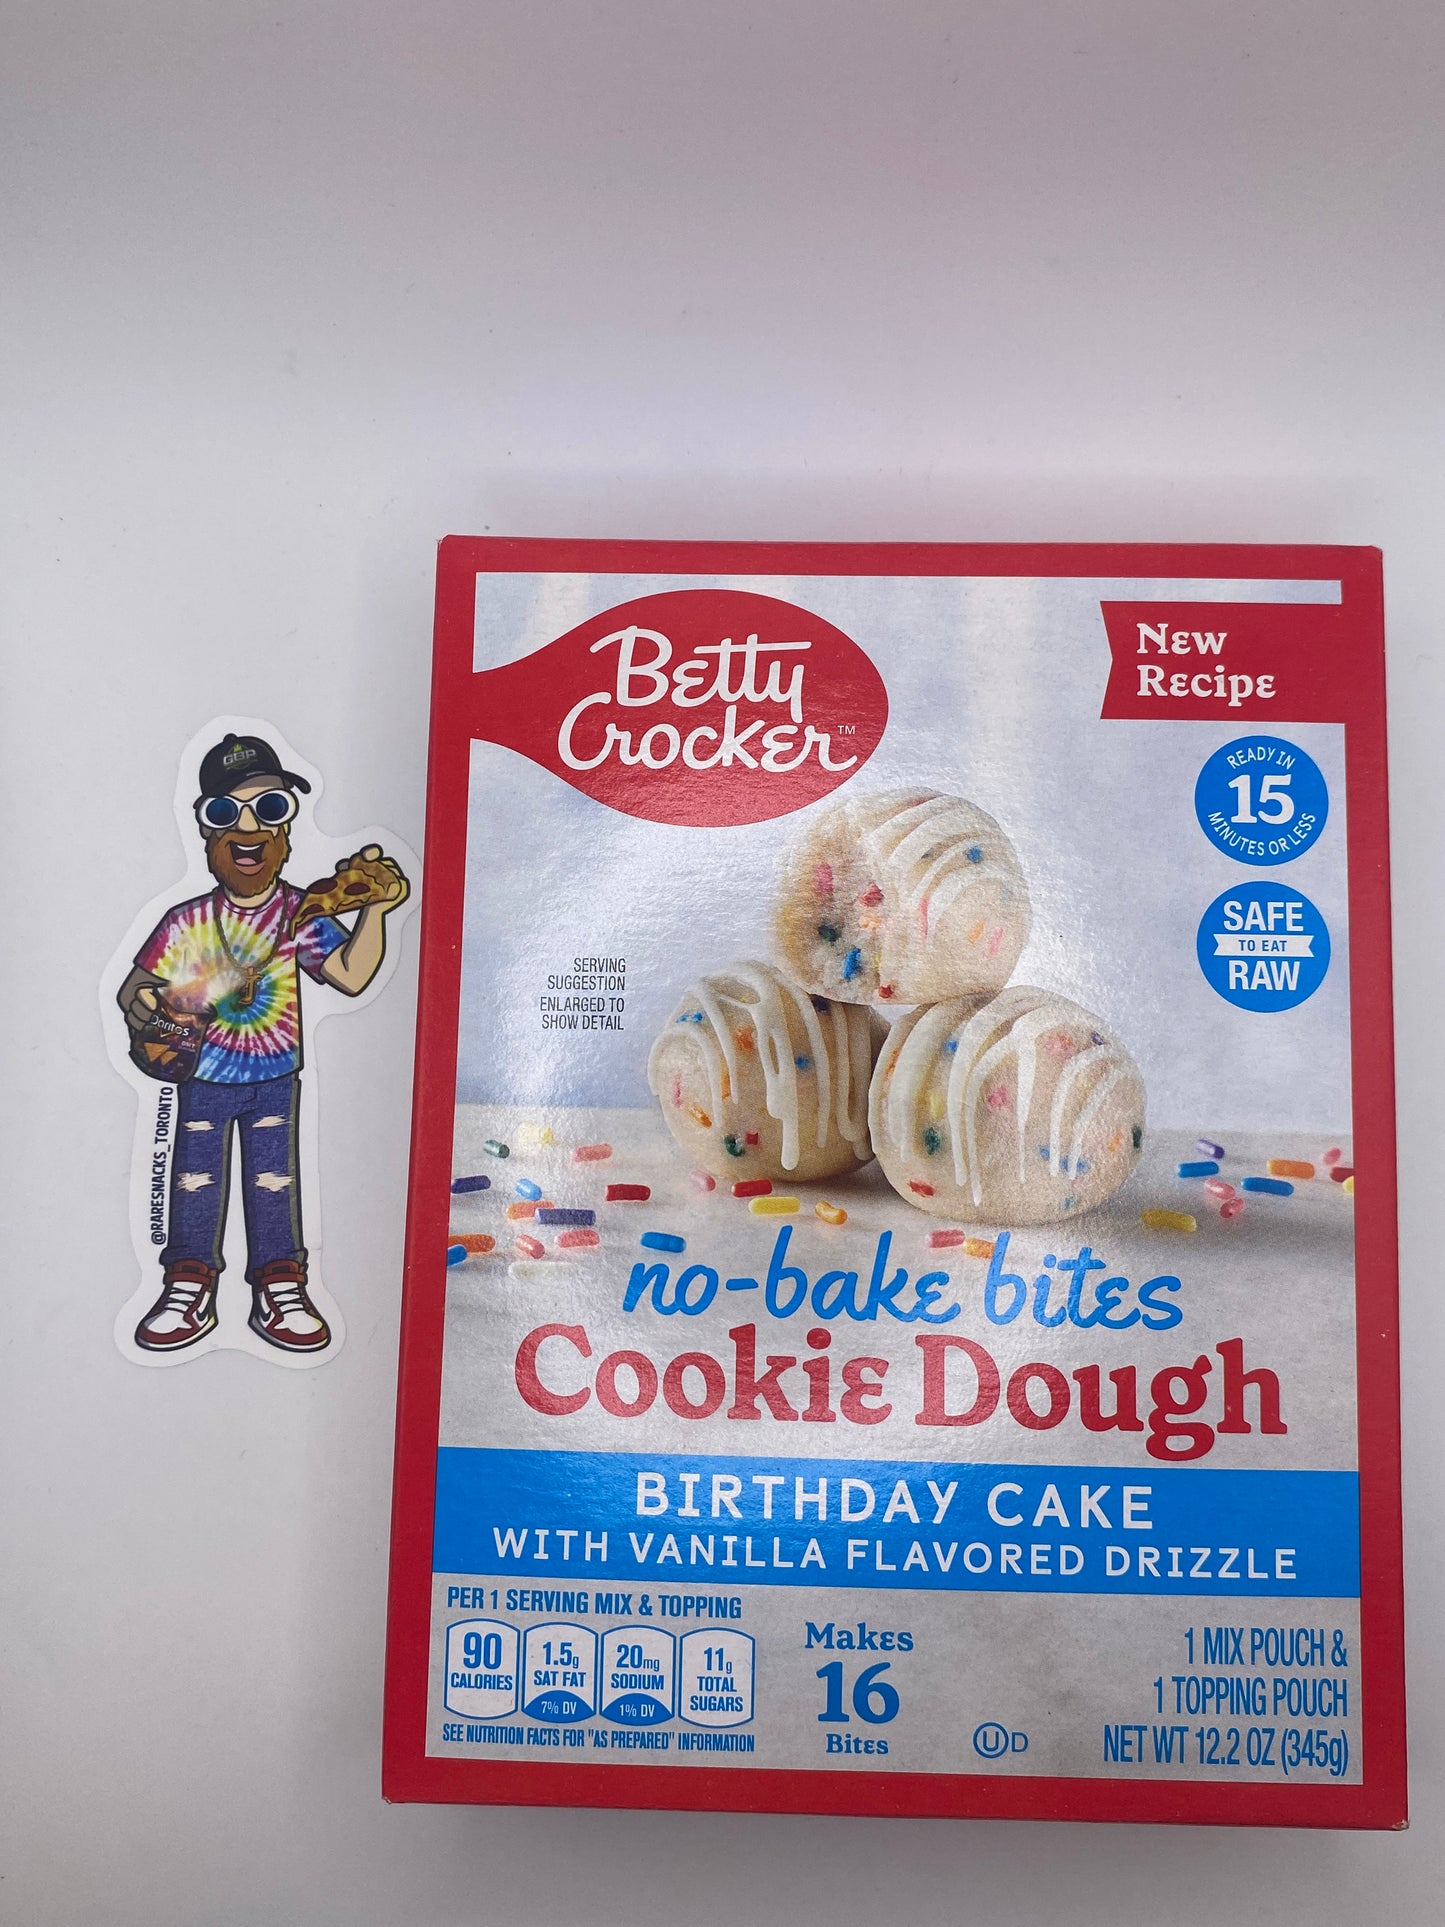 Betty
Crocker™
New
Recipe
READY IN
15
MINUTES OR LESS
SAFE
TO EAT
RAW
SERVING
SUGGESTION
ENLARGED TO
SHOW DETAIL
GBP
Doritos
@RARESNACKS_TORONTO
no-bake bites
Cookie Dough
BIRTHDAY CAKE
WITH VANILLA FLAVORED DRIZZLE
PER 1 SERVING MIX & TOPPING
90
CALORIES
1.5g
SAT FAT
7% DV
20mg
SODIUM
1% DV
11g
TOTAL
SUGARS
SEE NUTRITION FACTS FOR "AS PREPARED" INFORMATION
Makes
16
Bites
U D
1 MIX POUCH &
1 TOPPING POUCH
NET WT 12.2 OZ (345g)